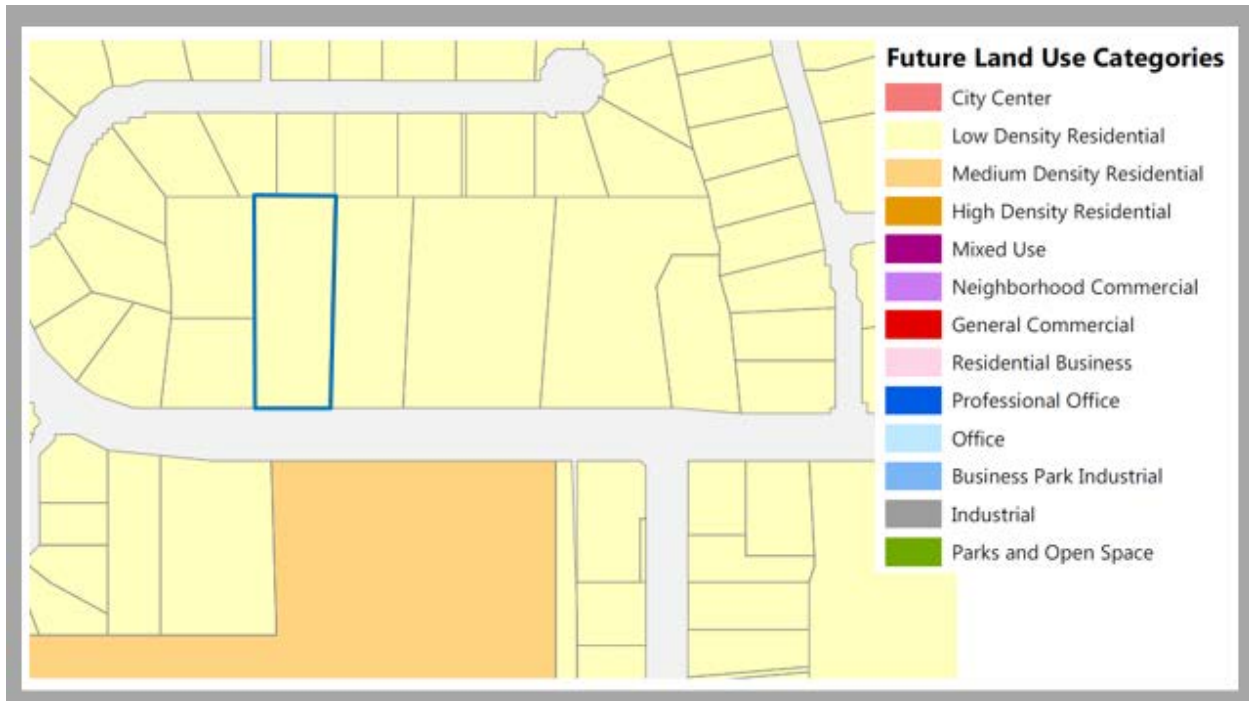 Future Land Use Categories
City Center
Low Density Residential
Medium Density Residential
High Density Residential
Mixed Use
Neighborhood Commercial
General Commercial
Residential Business
Professional Office
Office
Business Park Industrial
Industrial
Parks and Open Space